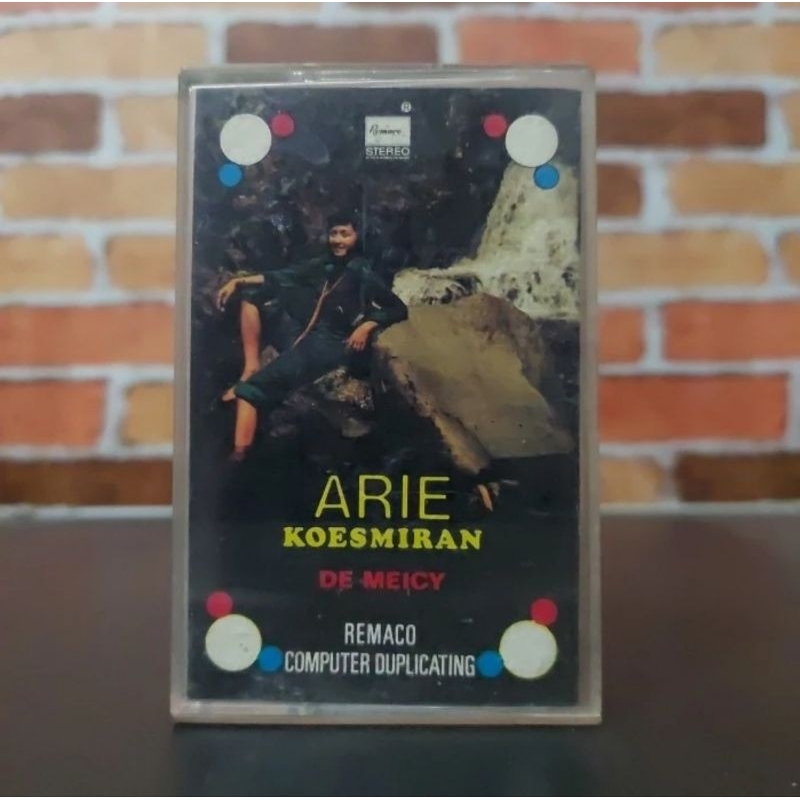 ®
Remaco
STEREO
ARIE
KOESMIRAN
DE MEICY
REMACO
COMPUTER DUPLICATING